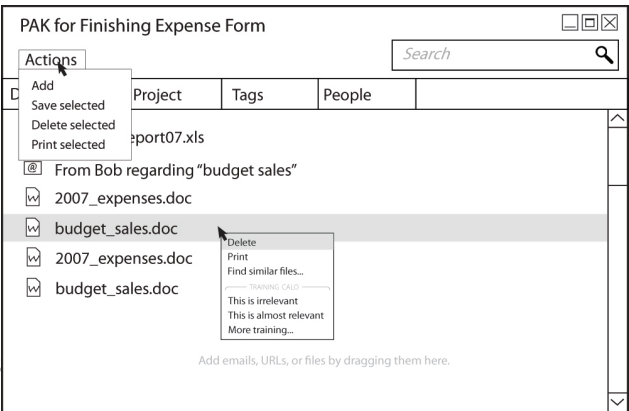 PAK for Finishing Expense Form
Actions
Search
Add
Save selected
Delete selected
Print selected
D
Project
Tags
People
eport07.xls
@ From Bob regarding “budget sales”
W 2007_expenses.doc
W budget_sales.doc
W 2007_expenses.doc
W budget_sales.doc
Delete
Print
Find similar files...
TRAINING CALO
This is irrelevant
This is almost relevant
More training...
Add emails, URLs, or files by dragging them here.